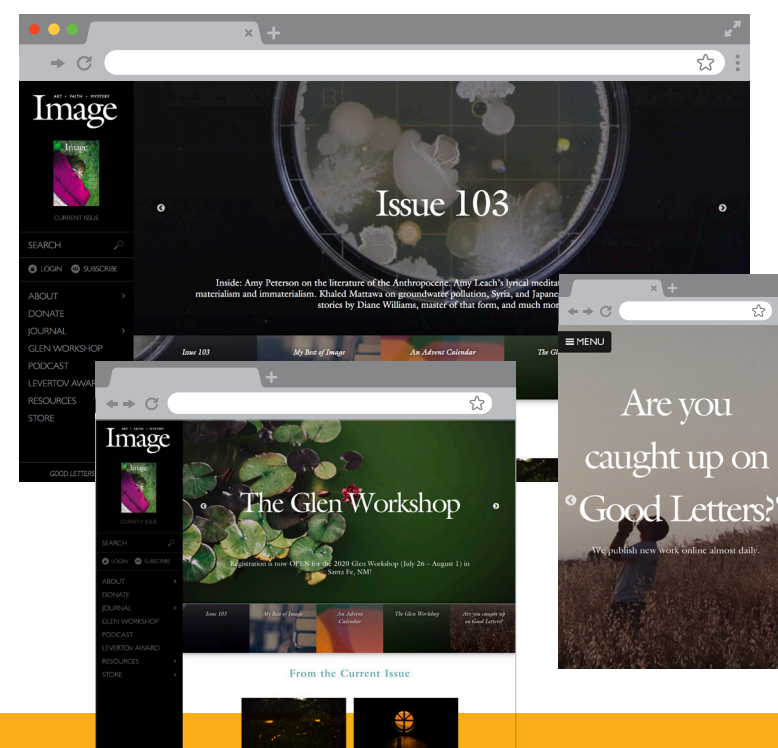 ART • FAITH • MYSTERY
Image
Image
CURRENT ISSUE
SEARCH
LOGIN SUBSCRIBE
ABOUT
DONATE
JOURNAL
GLEN WORKSHOP
PODCAST
LEVERTOV AWAR
RESOURCES
STORE
GOOD LETTERS
Issue 103
Inside: Amy Peterson on the literature of the Anthropocene. Amy Leach's lyrical meditat
materialism and immaterialism. Khaled Mattawa on groundwater pollution, Syria, and Japane
stories by Diane Williams, master of that form, and much mor
Issue 103
My Best of Image
An Advent Calendar
The Gl
ART • FAITH • MYSTERY
Image
Image
CURRENT ISSUE
SEARCH
LOGIN SUBSCRIBE
ABOUT
DONATE
JOURNAL
GLEN WORKSHOP
PODCAST
LEVERTOV AWARD
RESOURCES
STORE
The Glen Workshop
Registration is now OPEN for the 2020 Glen Workshop (July 26 – August 1) in
Santa Fe, NM!
Issue 103
My Best of Image
An Advent
Calendar
The Glen Workshop
Are you caught up
on Good Letters?
From the Current Issue
MENU
Are you
caught up on
Good Letters?
We publish new work online almost daily.